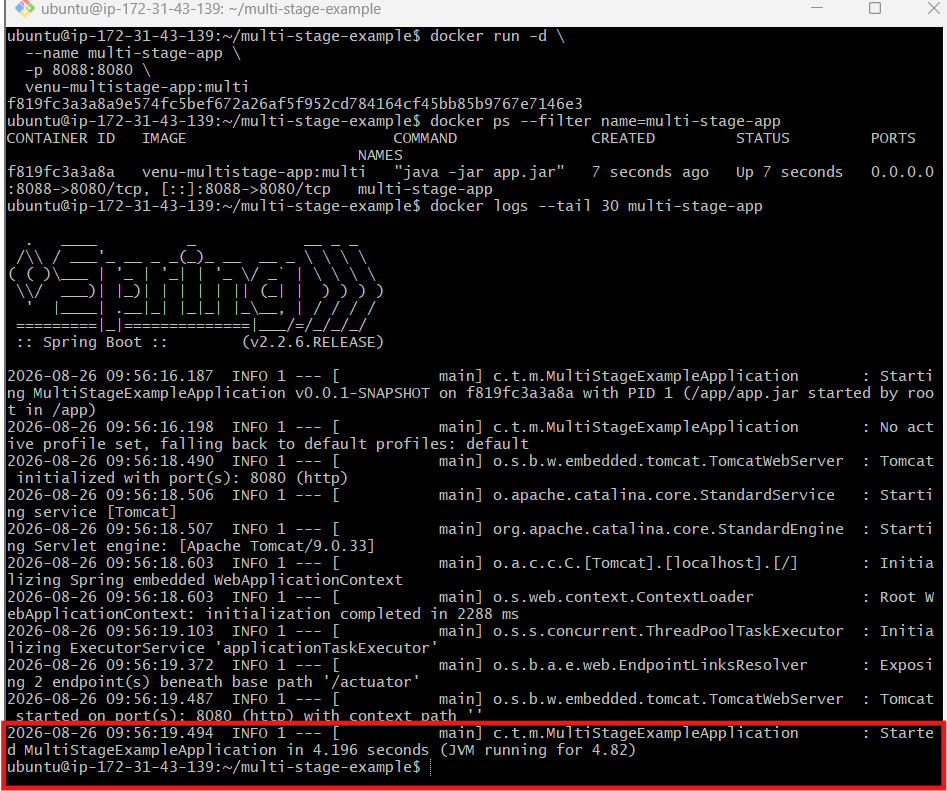 ubuntu@ip-172-31-43-139: ~/multi-stage-example
ubuntu@ip-172-31-43-139:~/multi-stage-example$ docker run -d \
  --name multi-stage-app \
  -p 8088:8080 \
  venu-multistage-app:multi
f819fc3a3a8a9e574fc5bef672a26af5f952cd784164cf45bb85b9767e7146e3
ubuntu@ip-172-31-43-139:~/multi-stage-example$ docker ps --filter name=multi-stage-app
CONTAINER ID   IMAGE                       COMMAND               CREATED         STATUS         PORTS
                                       NAMES
f819fc3a3a8a   venu-multistage-app:multi   "java -jar app.jar"   7 seconds ago   Up 7 seconds   0.0.0.0
:8088->8080/tcp, [::]:8088->8080/tcp   multi-stage-app
ubuntu@ip-172-31-43-139:~/multi-stage-example$ docker logs --tail 30 multi-stage-app

  .   ____          _            __ _ _
 /\\ / ___'_ __ _ _(_)_ __  __ _ \ \ \ \
( ( )\___ | '_ | '_| | '_ \/ _` | \ \ \ \
 \\/  ___)| |_)| | | | | || (_| |  ) ) ) )
  '  |____| .__|_| |_|_| |_\__, | / / / /
 =========|_|==============|___/=/_/_/_/
 :: Spring Boot ::        (v2.2.6.RELEASE)

2026-08-26 09:56:16.187  INFO 1 --- [           main] c.t.m.MultiStageExampleApplication       : Starti
ng MultiStageExampleApplication v0.0.1-SNAPSHOT on f819fc3a3a8a with PID 1 (/app/app.jar started by roo
t in /app)
2026-08-26 09:56:16.198  INFO 1 --- [           main] c.t.m.MultiStageExampleApplication       : No act
ive profile set, falling back to default profiles: default
2026-08-26 09:56:18.490  INFO 1 --- [           main] o.s.b.w.embedded.tomcat.TomcatWebServer  : Tomcat
 initialized with port(s): 8080 (http)
2026-08-26 09:56:18.506  INFO 1 --- [           main] o.apache.catalina.core.StandardService   : Starti
ng service [Tomcat]
2026-08-26 09:56:18.507  INFO 1 --- [           main] org.apache.catalina.core.StandardEngine  : Starti
ng Servlet engine: [Apache Tomcat/9.0.33]
2026-08-26 09:56:18.603  INFO 1 --- [           main] o.a.c.c.C.[Tomcat].[localhost].[/]       : Initia
lizing Spring embedded WebApplicationContext
2026-08-26 09:56:18.603  INFO 1 --- [           main] o.s.web.context.ContextLoader            : Root W
ebApplicationContext: initialization completed in 2288 ms
2026-08-26 09:56:19.103  INFO 1 --- [           main] o.s.s.concurrent.ThreadPoolTaskExecutor  : Initia
lizing ExecutorService 'applicationTaskExecutor'
2026-08-26 09:56:19.372  INFO 1 --- [           main] o.s.b.a.e.web.EndpointLinksResolver      : Exposi
ng 2 endpoint(s) beneath base path '/actuator'
2026-08-26 09:56:19.487  INFO 1 --- [           main] o.s.b.w.embedded.tomcat.TomcatWebServer  : Tomcat
 started on port(s): 8080 (http) with context path ''
2026-08-26 09:56:19.494  INFO 1 --- [           main] c.t.m.MultiStageExampleApplication       : Starte
d MultiStageExampleApplication in 4.196 seconds (JVM running for 4.82)
ubuntu@ip-172-31-43-139:~/multi-stage-example$